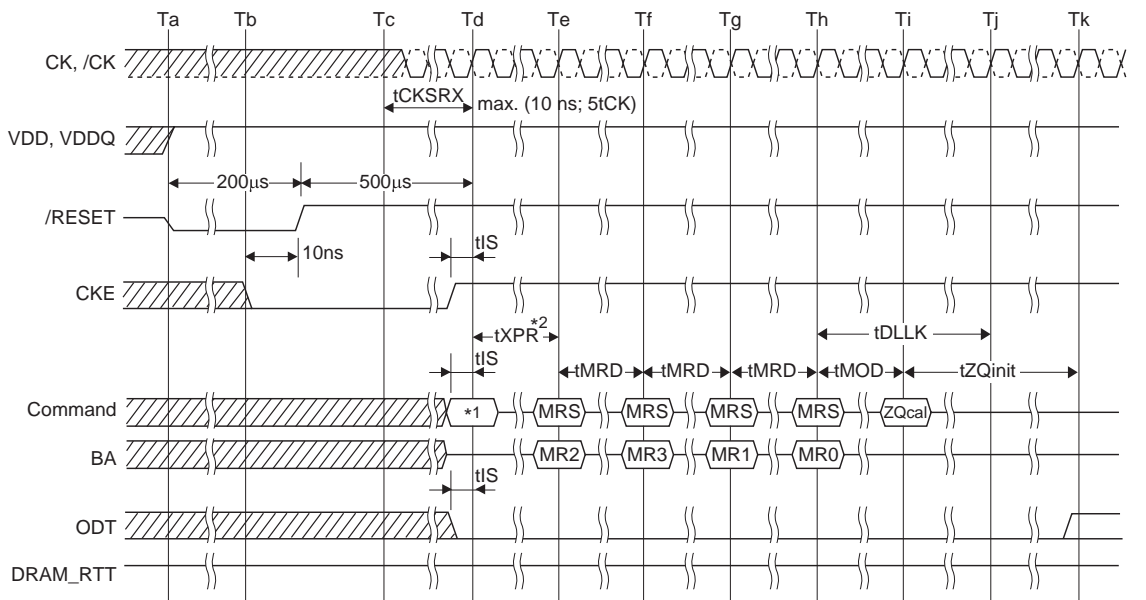 Ta Tb Tc Td Te Tf Tg Th Ti Tj Tk
CK, /CK
tCKSRX max. (10 ns; 5tCK)
VDD, VDDQ
200μs 500μs
/RESET
10ns tIS
CKE
tXPR*2 tDLLK
tIS
tMRD tMRD tMRD tMOD tZQinit
Command *1 MRS MRS MRS MRS ZQcal
BA MR2 MR3 MR1 MR0
tIS
ODT
DRAM_RTT